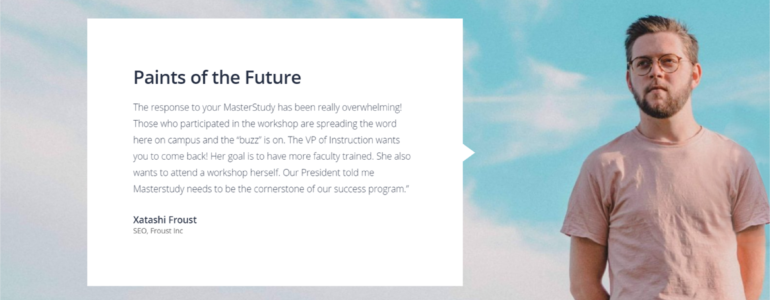 Paints of the Future
The response to your MasterStudy has been really overwhelming!
Those who participated in the workshop are spreading the word
here on campus and the “buzz” is on. The VP of Instruction wants
you to come back! Her goal is to have more faculty trained. She also
wants to attend a workshop herself. Our President told me
Masterstudy needs to be the cornerstone of our success program.”
Xatashi Froust
SEO, Froust Inc